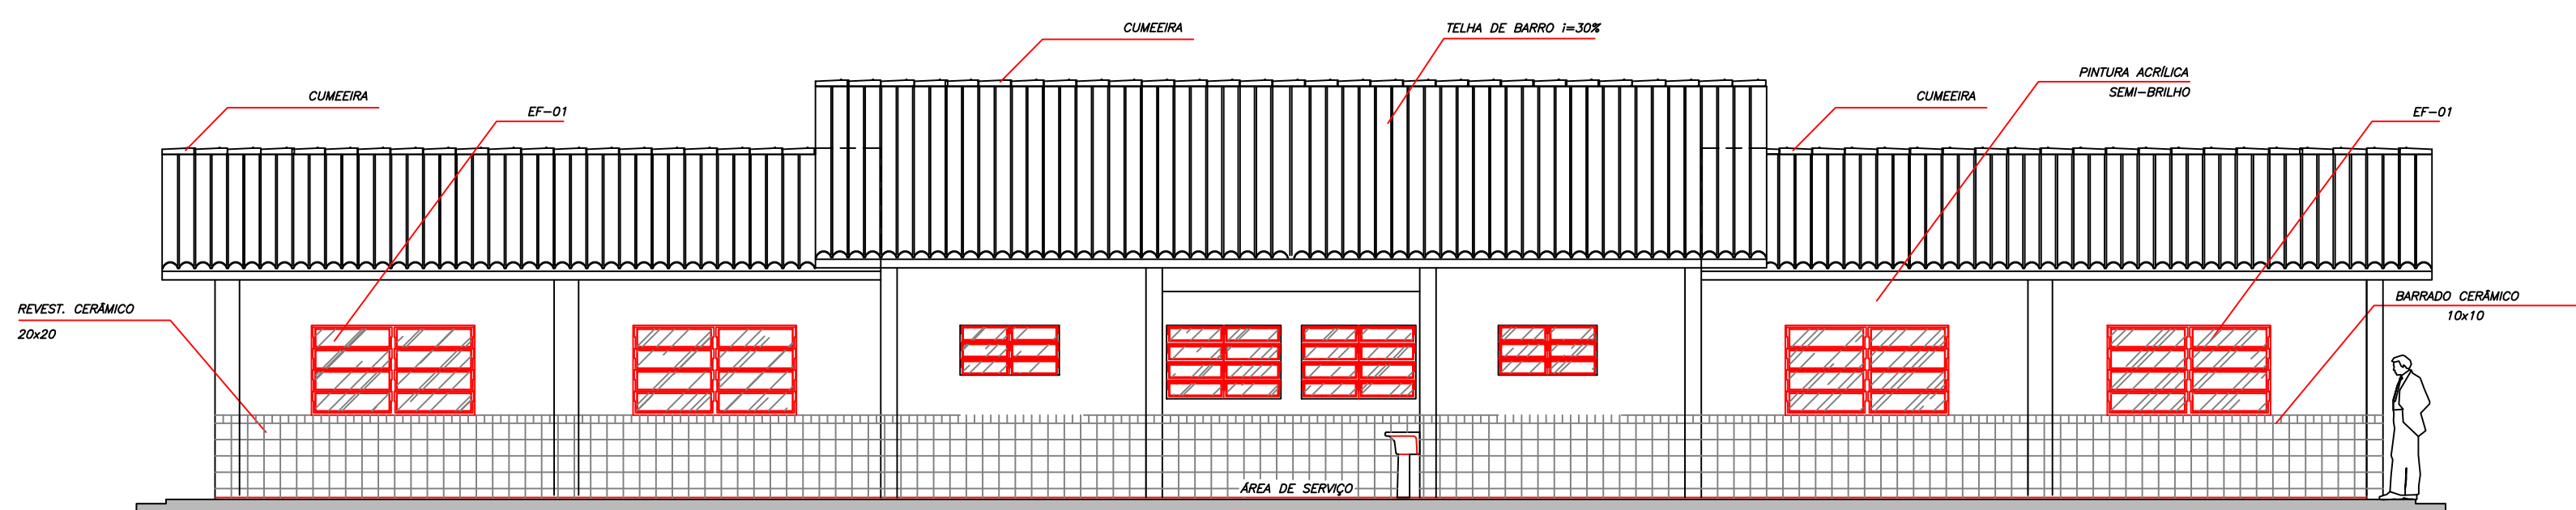 CUMEEIRA
TELHA DE BARRO i=30%
PINTURA ACRÍLICA
SEMI-BRILHO
CUMEEIRA
CUMEEIRA
EF-01
EF-01
REVEST. CERÂMICO
20x20
BARRADO CERÂMICO
10x10
ÁREA DE SERVIÇO